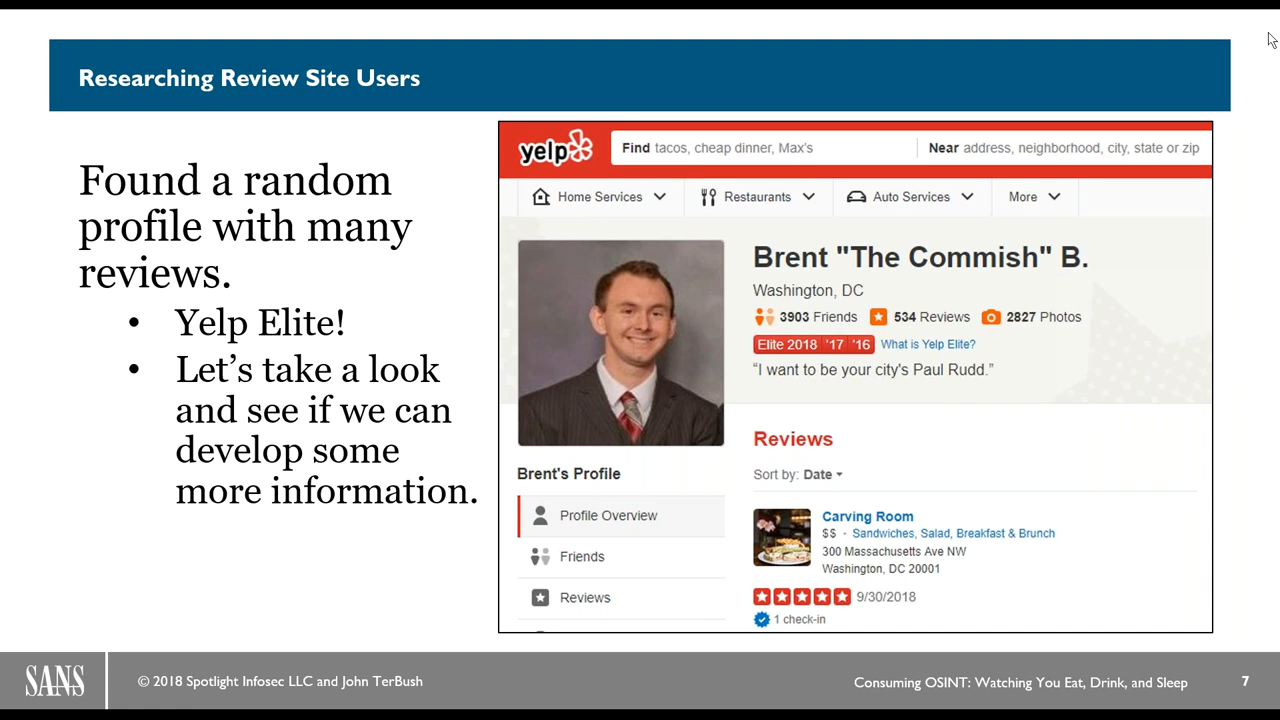 Researching Review Site Users
Found a random
profile with many
reviews.
• Yelp Elite!
• Let’s take a look
and see if we can
develop some
more information.
yelp
Find tacos, cheap dinner, Max's
Near address, neighborhood, city, state or zip
Home Services
Restaurants
Auto Services
More
Brent "The Commish" B.
Washington, DC
3903 Friends
534 Reviews
2827 Photos
Elite 2018 '17 '16
What is Yelp Elite?
“I want to be your city's Paul Rudd.”
Brent's Profile
Profile Overview
Friends
Reviews
Reviews
Sort by: Date
Carving Room
$$ · Sandwiches, Salad, Breakfast & Brunch
300 Massachusetts Ave NW
Washington, DC 20001
9/30/2018
1 check-in
SANS
© 2018 Spotlight Infosec LLC and John TerBush
Consuming OSINT: Watching You Eat, Drink, and Sleep
7